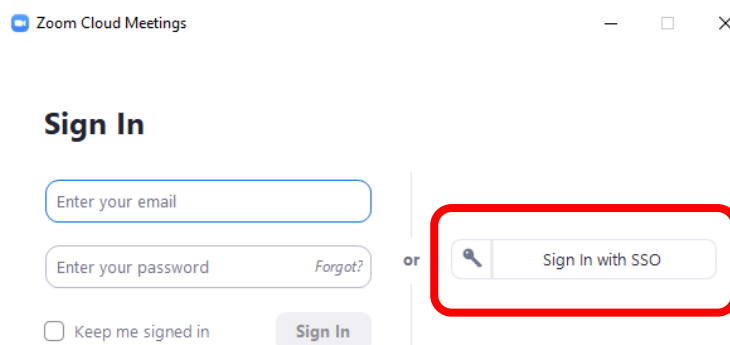 Zoom Cloud Meetings
Sign In
Enter your email
Enter your password Forgot?
or
Sign In with SSO
Keep me signed in
Sign In